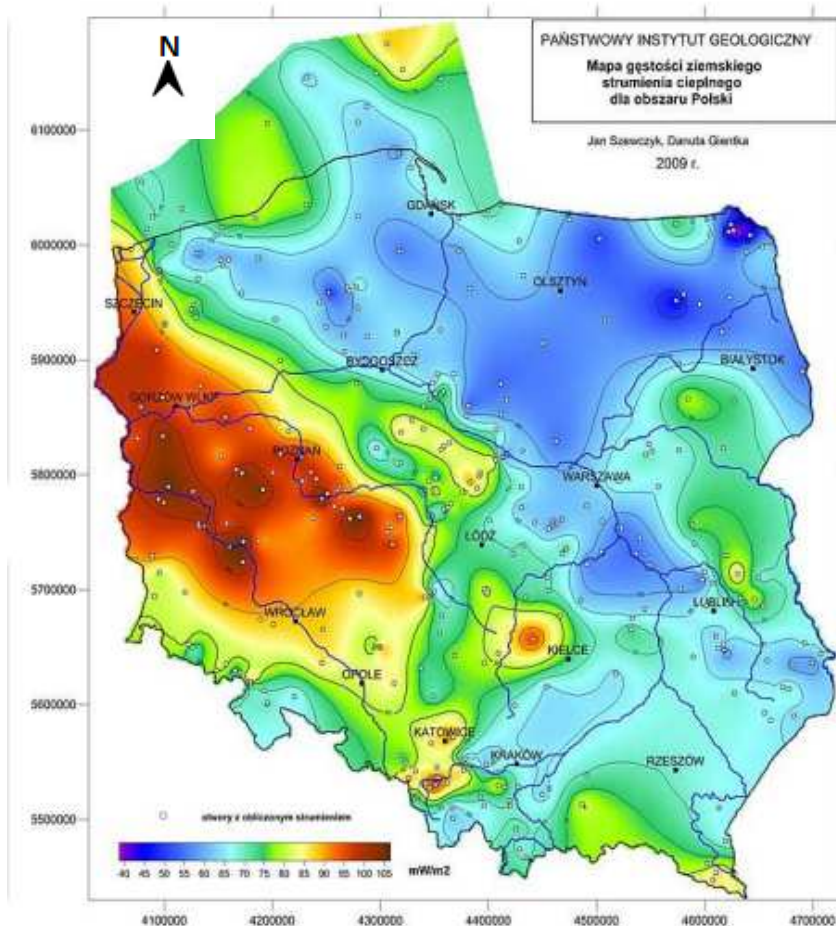 N
PAŃSTWOWY INSTYTUT GEOLOGICZNY
Mapa gęstości ziemskiego
strumienia cieplnego
dla obszaru Polski
Jan Szewczyk, Danuta Gientka
2009 r.
6100000
GDAŃSK
6000000
OLSZTYN
SZCZECIN
5900000
BYDGOSZCZ
BIAŁYSTOK
GORZÓW WLKP
POZNAŃ
5800000
WARSZAWA
ŁÓDŹ
5700000
LUBLIN
WROCŁAW
KIELCE
OPOLE
5600000
KATOWICE
KRAKÓW
RZESZÓW
5500000
otwory z obliczonym strumieniem
40 45 50 55 60 65 70 75 80 85 90 95 100 105 mW/m2
4100000 4200000 4300000 4400000 4500000 4600000 4700000